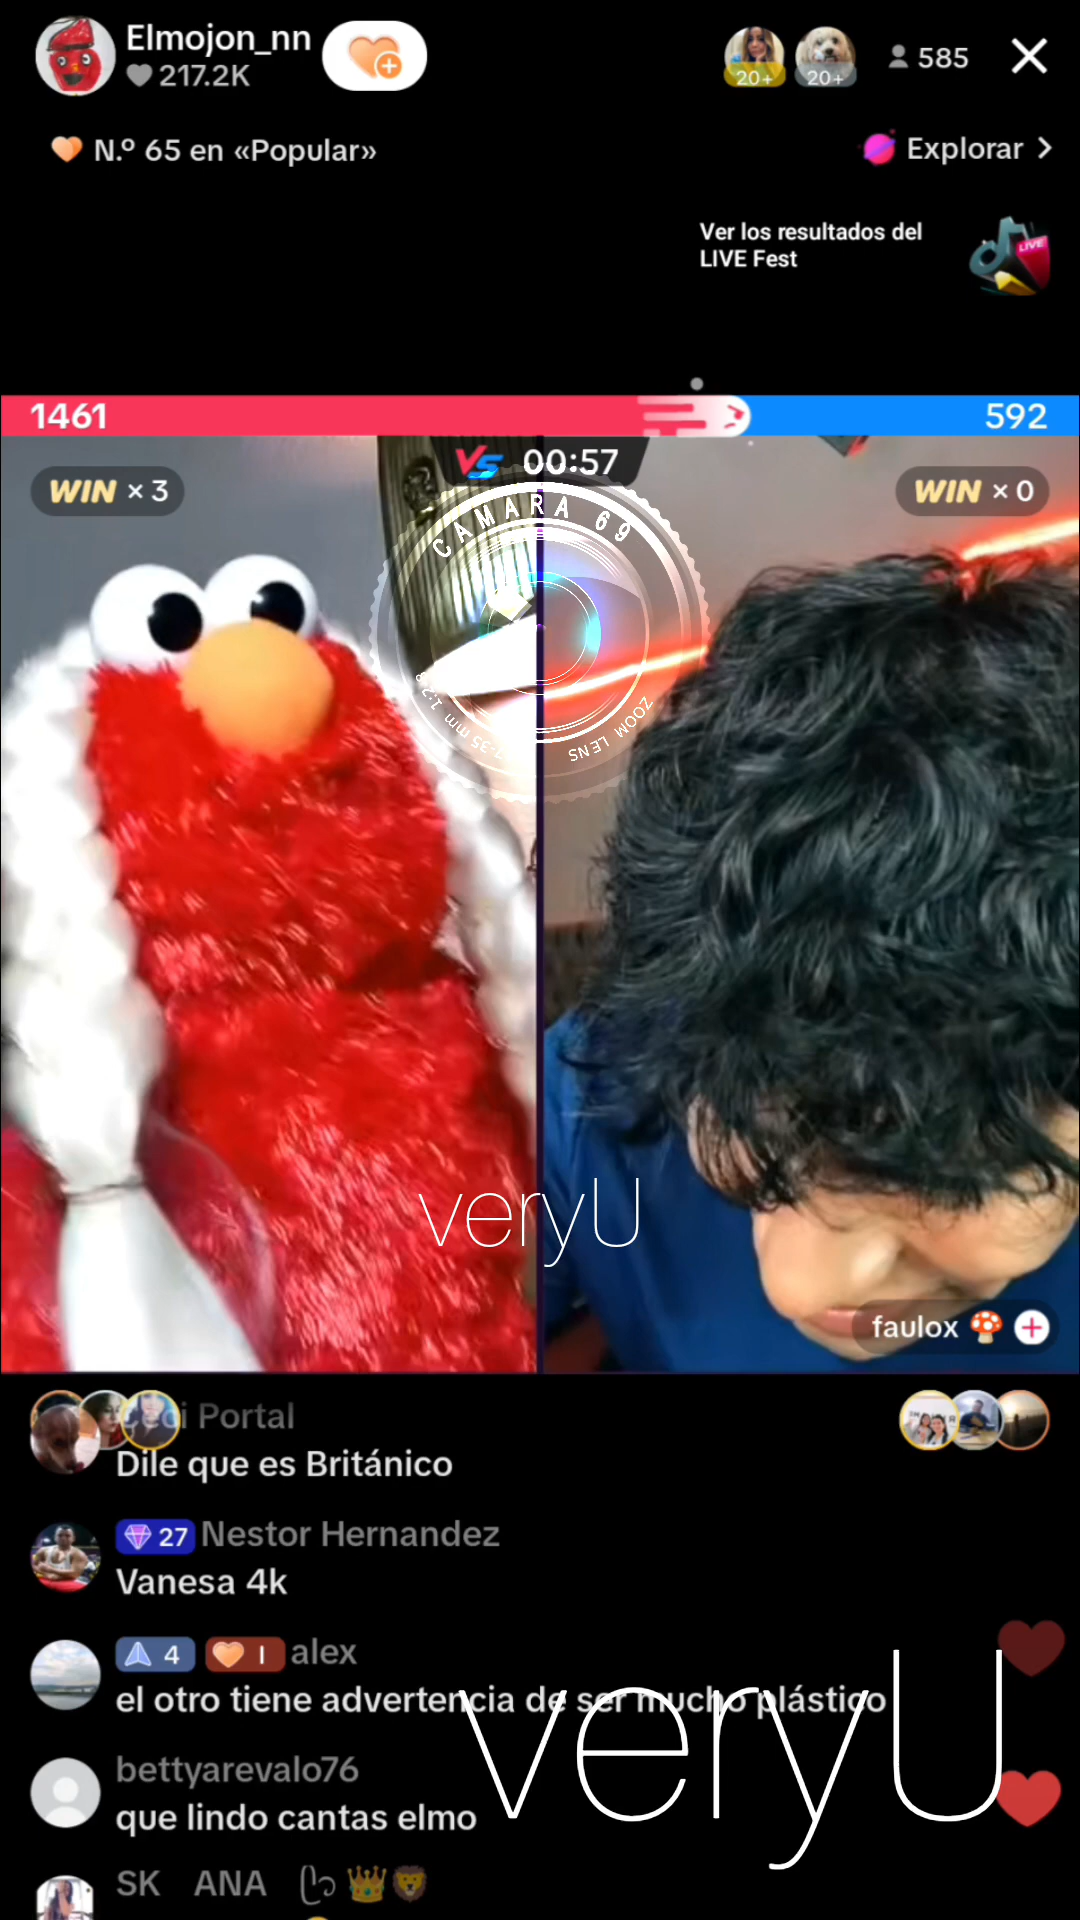 Elmojon_nn
217.2K
20+
20+
585
N.º 65 en «Popular»
Explorar
Ver los resultados del
LIVE Fest
LIVE
1461
592
VS 00:57
WIN × 3
WIN × 0
CAMARA 69
ZOOM LENS
veryU
faulox
Ceci Portal
Dile que es Británico
27 Nestor Hernandez
Vanesa 4k
4 I alex
el otro tiene advertencia de ser mucho plástico
veryU
bettyarevalo76
que lindo cantas elmo
SK ANA